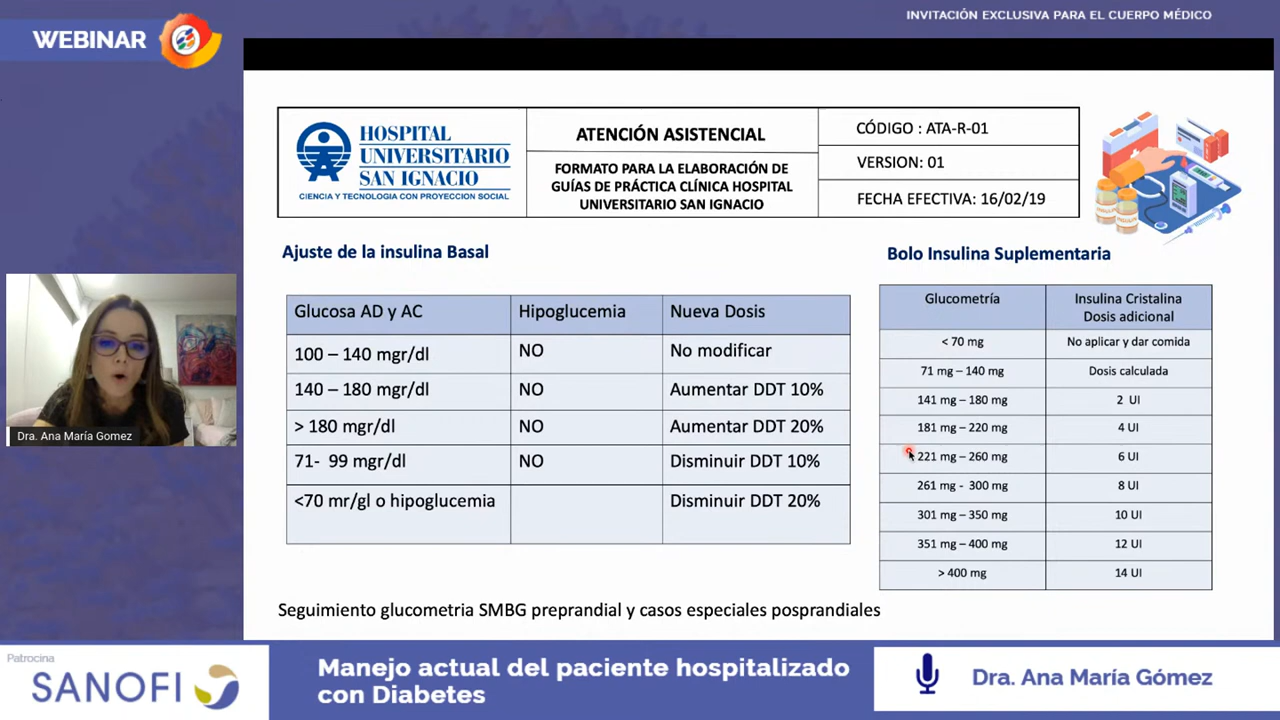 INVITACIÓN EXCLUSIVA PARA EL CUERPO MÉDICO
WEBINAR
HOSPITAL
UNIVERSITARIO
SAN IGNACIO
CIENCIA Y TECNOLOGIA CON PROYECCION SOCIAL
ATENCIÓN ASISTENCIAL
FORMATO PARA LA ELABORACIÓN DE
GUÍAS DE PRÁCTICA CLÍNICA HOSPITAL
UNIVERSITARIO SAN IGNACIO
CÓDIGO : ATA-R-01
VERSION: 01
FECHA EFECTIVA: 16/02/19
Ajuste de la insulina Basal
Glucosa AD y AC Hipoglucemia Nueva Dosis
100 – 140 mgr/dl NO No modificar
140 – 180 mgr/dl NO Aumentar DDT 10%
> 180 mgr/dl NO Aumentar DDT 20%
71- 99 mgr/dl NO Disminuir DDT 10%
<70 mr/gl o hipoglucemia Disminuir DDT 20%
Bolo Insulina Suplementaria
Glucometría Insulina Cristalina
Dosis adicional
< 70 mg No aplicar y dar comida
71 mg – 140 mg Dosis calculada
141 mg – 180 mg 2 UI
181 mg – 220 mg 4 UI
221 mg – 260 mg 6 UI
261 mg - 300 mg 8 UI
301 mg – 350 mg 10 UI
351 mg – 400 mg 12 UI
> 400 mg 14 UI
Seguimiento glucometria SMBG preprandial y casos especiales posprandiales
Dra. Ana María Gomez
Patrocina
SANOFI
Manejo actual del paciente hospitalizado
con Diabetes
Dra. Ana María Gómez